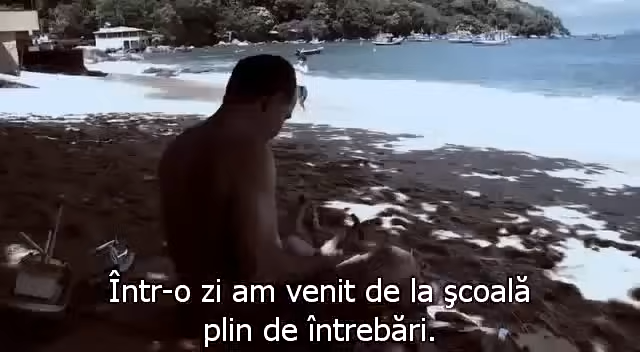 Într-o zi am venit de la şcoală
plin de întrebări.